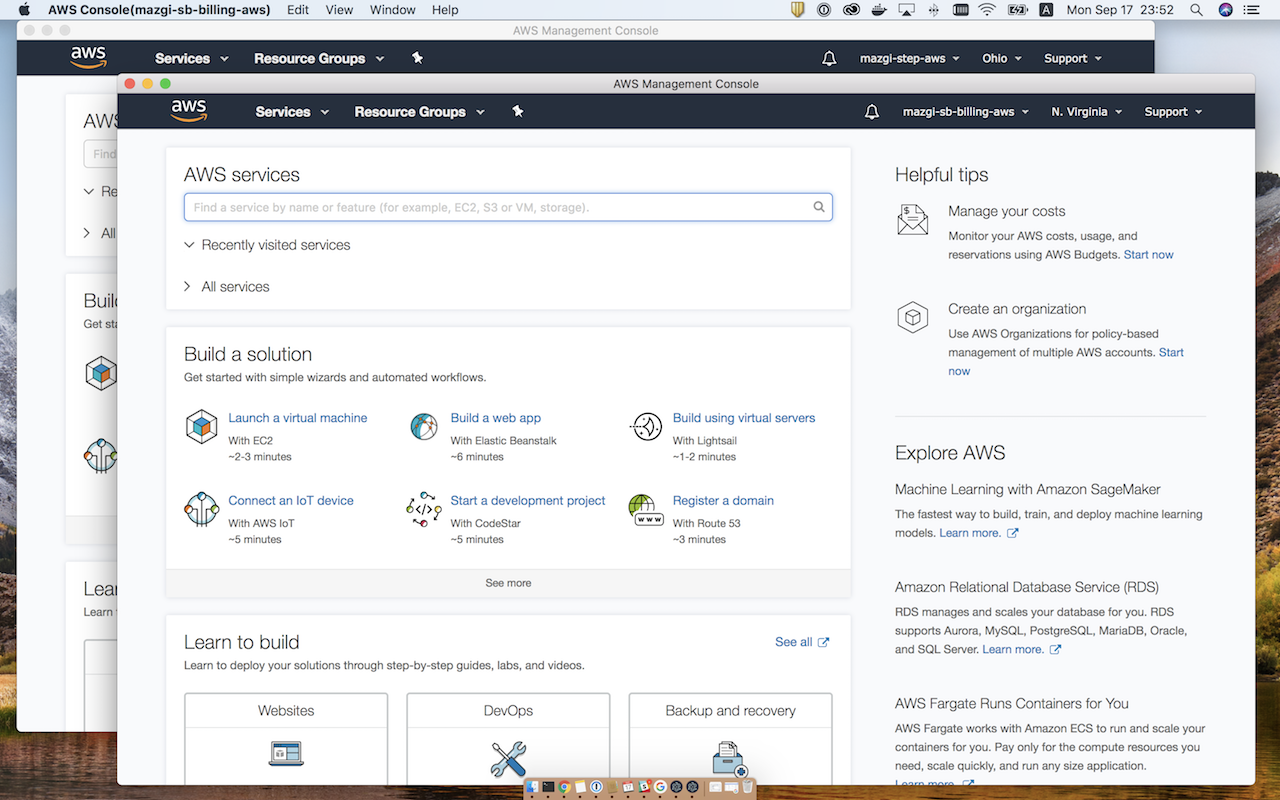 AWS Console(mazgi-sb-billing-aws) Edit View Window Help
A Mon Sep 17 23:52
AWS Management Console
aws Services Resource Groups mazgi-step-aws Ohio Support
AWS
Find
Re
All
Build
Get sta
Lear
Learn
AWS Management Console
aws Services Resource Groups mazgi-sb-billing-aws N. Virginia Support
AWS services
Find a service by name or feature (for example, EC2, S3 or VM, storage).
Recently visited services
All services
Build a solution
Get started with simple wizards and automated workflows.
Launch a virtual machine
With EC2
~2-3 minutes
Build a web app
With Elastic Beanstalk
~6 minutes
Build using virtual servers
With Lightsail
~1-2 minutes
Connect an IoT device
With AWS IoT
~5 minutes
Start a development project
With CodeStar
~5 minutes
Register a domain
With Route 53
~3 minutes
See more
Learn to build
See all
Learn to deploy your solutions through step-by-step guides, labs, and videos.
Websites
DevOps
Backup and recovery
Helpful tips
Manage your costs
Monitor your AWS costs, usage, and
reservations using AWS Budgets. Start now
Create an organization
Use AWS Organizations for policy-based
management of multiple AWS accounts. Start
now
Explore AWS
Machine Learning with Amazon SageMaker
The fastest way to build, train, and deploy machine learning
models. Learn more.
Amazon Relational Database Service (RDS)
RDS manages and scales your database for you. RDS
supports Aurora, MySQL, PostgreSQL, MariaDB, Oracle,
and SQL Server. Learn more.
AWS Fargate Runs Containers for You
AWS Fargate works with Amazon ECS to run and scale your
containers for you. Pay only for the compute resources you
need, scale quickly, and run any size application.
Learn more.